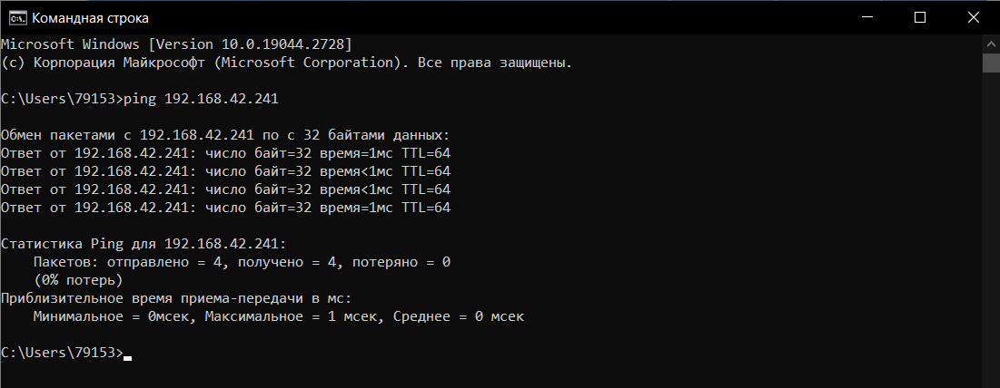 Командная строка
Microsoft Windows [Version 10.0.19044.2728]
(c) Корпорация Майкрософт (Microsoft Corporation). Все права защищены.
C:\Users\79153>ping 192.168.42.241
Обмен пакетами с 192.168.42.241 по с 32 байтами данных:
Ответ от 192.168.42.241: число байт=32 время=1мс TTL=64
Ответ от 192.168.42.241: число байт=32 время<1мс TTL=64
Ответ от 192.168.42.241: число байт=32 время<1мс TTL=64
Ответ от 192.168.42.241: число байт=32 время=1мс TTL=64
Статистика Ping для 192.168.42.241:
    Пакетов: отправлено = 4, получено = 4, потеряно = 0
    (0% потерь)
Приблизительное время приема-передачи в мс:
    Минимальное = 0мсек, Максимальное = 1 мсек, Среднее = 0 мсек
C:\Users\79153>